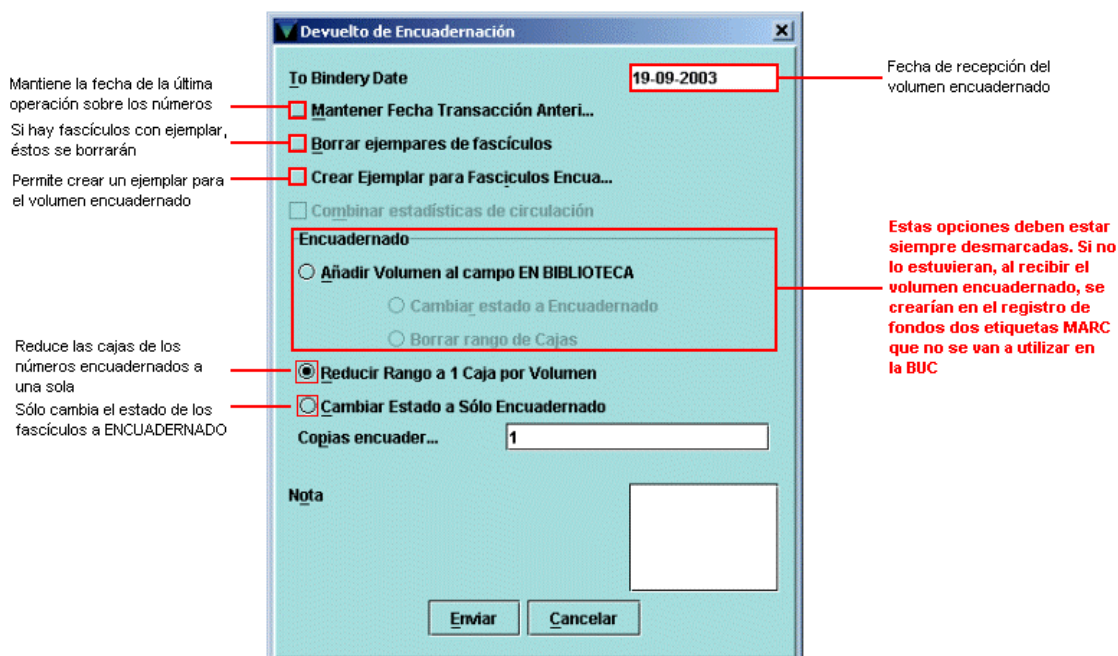 Devuelto de Encuadernación
To Bindery Date
19-09-2003
Mantener Fecha Transacción Anteri...
Borrar ejempares de fascículos
Crear Ejemplar para Fascículos Encua...
Combinar estadísticas de circulación
Encuadernado
Añadir Volumen al campo EN BIBLIOTECA
Cambiar estado a Encuadernado
Borrar rango de Cajas
Reducir Rango a 1 Caja por Volumen
Cambiar Estado a Sólo Encuadernado
Copias encuader...
1
Nota
Enviar
Cancelar
Mantiene la fecha de la última
operación sobre los números
Si hay fascículos con ejemplar,
éstos se borrarán
Permite crear un ejemplar para
el volumen encuadernado
Reduce las cajas de los
números encuadernados a
una sola
Sólo cambia el estado de los
fascículos a ENCUADERNADO
Fecha de recepción del
volumen encuadernado
Estas opciones deben estar
siempre desmarcadas. Si no
lo estuvieran, al recibir el
volumen encuadernado, se
crearían en el registro de
fondos dos etiquetas MARC
que no se van a utilizar en
la BUC